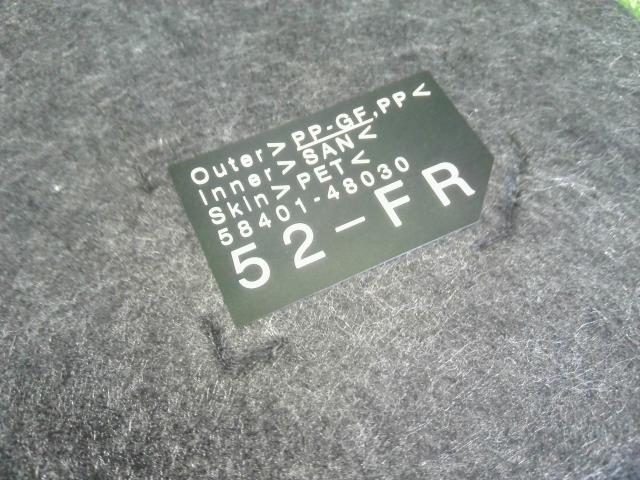 Outer>PP-GF,PP<
Inner>SAN<
Skin>PET<
58401-48030
52-FR